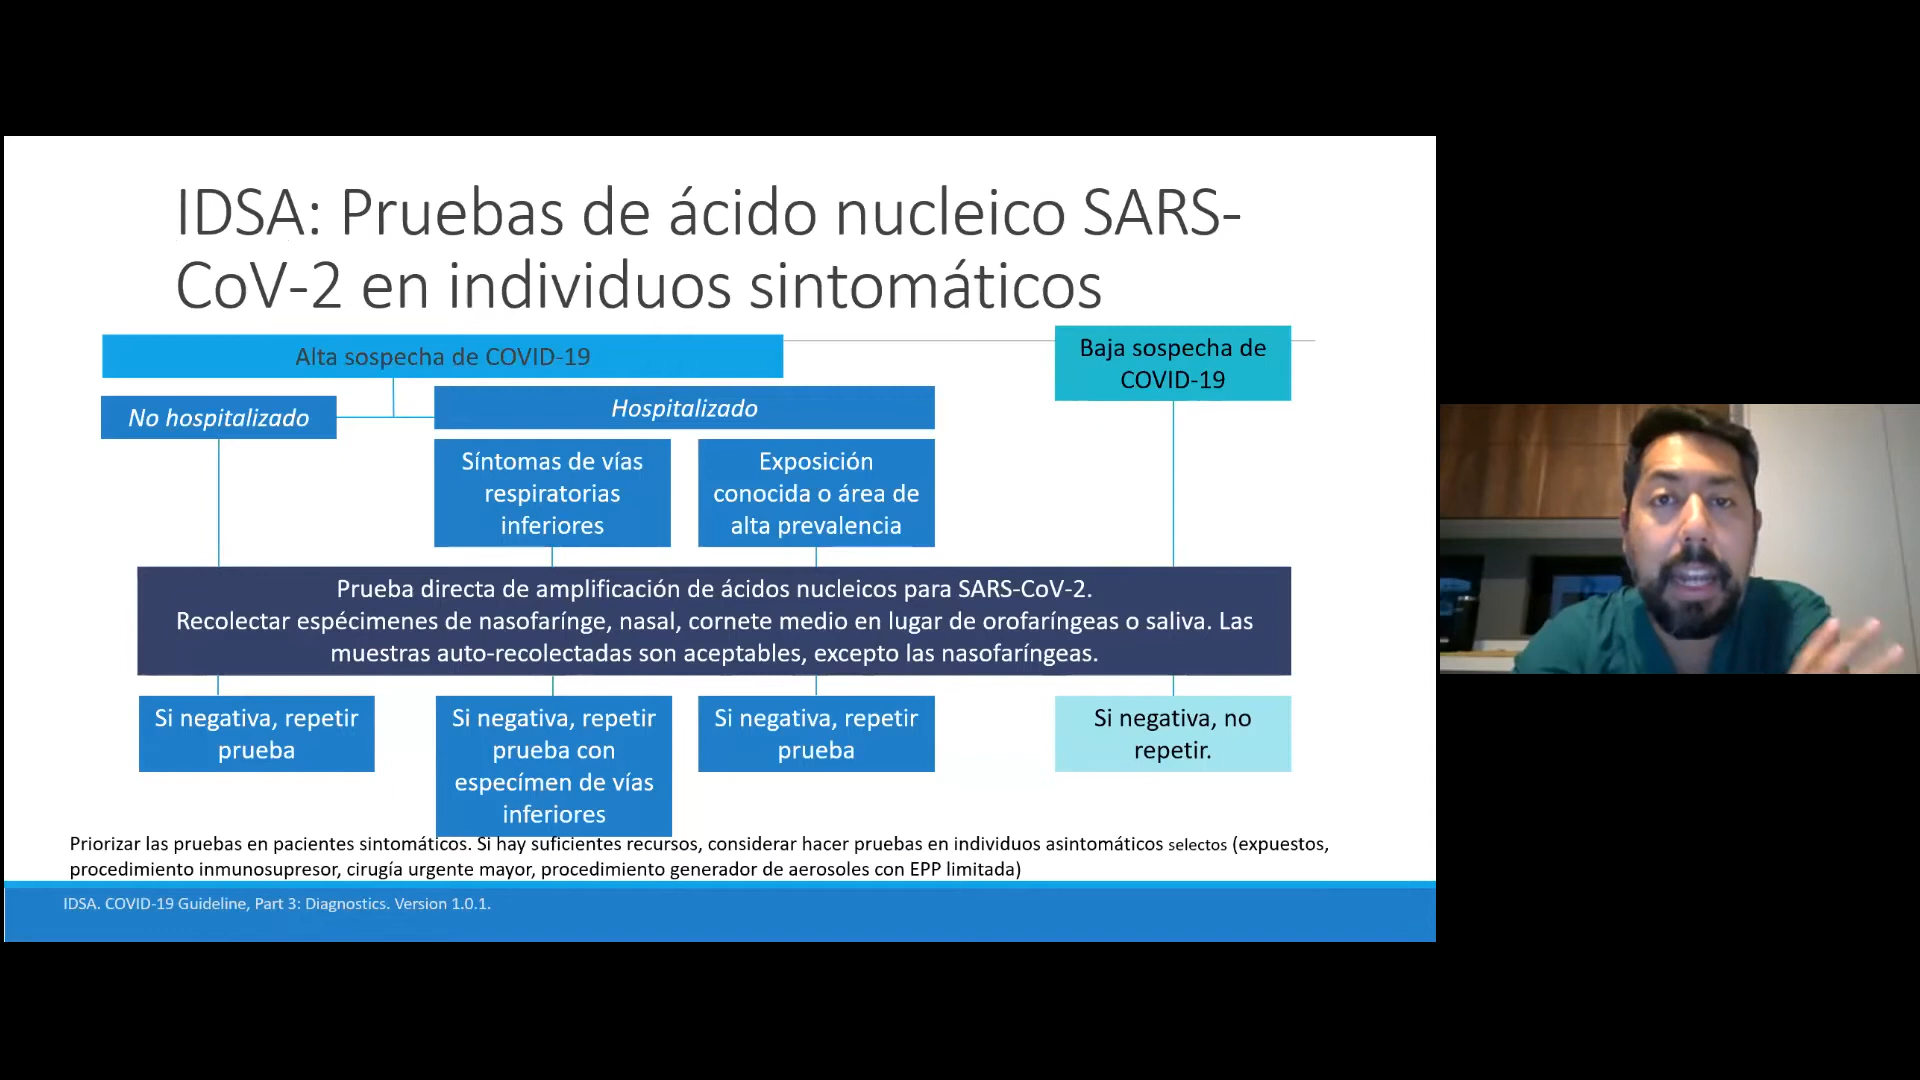 IDSA: Pruebas de ácido nucleico SARS-
CoV-2 en individuos sintomáticos
Alta sospecha de COVID-19
Baja sospecha de
COVID-19
No hospitalizado
Hospitalizado
Síntomas de vías
respiratorias
inferiores
Exposición
conocida o área de
alta prevalencia
Prueba directa de amplificación de ácidos nucleicos para SARS-CoV-2.
Recolectar espécimenes de nasofarínge, nasal, cornete medio en lugar de orofaríngeas o saliva. Las
muestras auto-recolectadas son aceptables, excepto las nasofaríngeas.
Si negativa, repetir
prueba
Si negativa, repetir
prueba con
especímen de vías
inferiores
Si negativa, repetir
prueba
Si negativa, no
repetir.
Priorizar las pruebas en pacientes sintomáticos. Si hay suficientes recursos, considerar hacer pruebas en individuos asintomáticos selectos (expuestos,
procedimiento inmunosupresor, cirugía urgente mayor, procedimiento generador de aerosoles con EPP limitada)
IDSA. COVID-19 Guideline, Part 3: Diagnostics. Version 1.0.1.